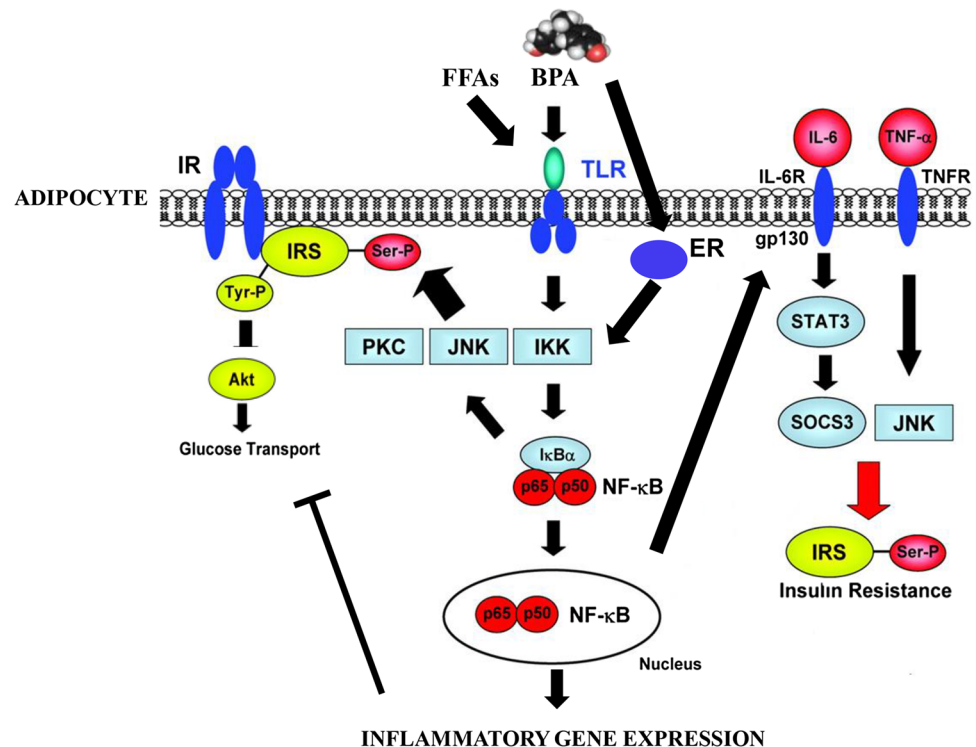 FFAs
BPA
IR
TLR
IL-6
TNF-α
IL-6R
TNFR
ADIPOCYTE
gp130
ER
IRS
Ser-P
Tyr-P
STAT3
PKC
JNK
IKK
Akt
SOCS3
JNK
Glucose Transport
IκBα
p65
p50
NF-κB
IRS
Ser-P
Insulin Resistance
p65
p50
NF-κB
Nucleus
INFLAMMATORY GENE EXPRESSION